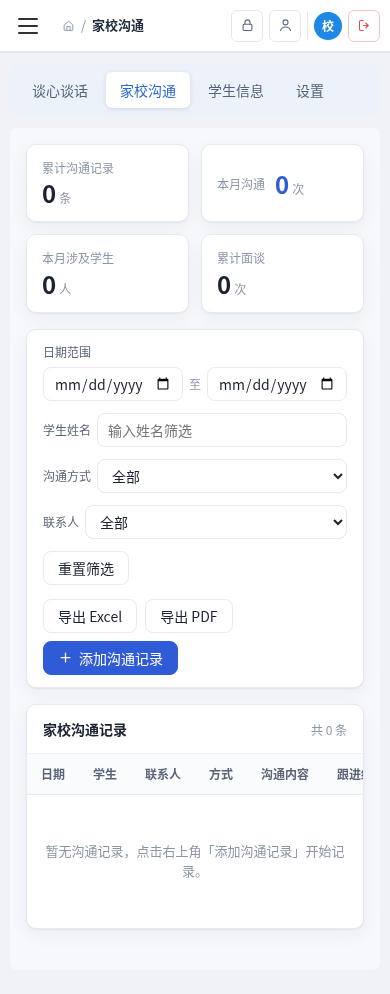 / 家校沟通
校
谈心谈话 家校沟通 学生信息 设置
累计沟通记录
0 条
本月沟通 0 次
本月涉及学生
0 人
累计面谈
0 次
日期范围
mm/dd/yyyy 至 mm/dd/yyyy
学生姓名 输入姓名筛选
沟通方式 全部
联系人 全部
重置筛选
导出 Excel 导出 PDF
+ 添加沟通记录
家校沟通记录 共 0 条
日期 学生 联系人 方式 沟通内容 跟进
暂无沟通记录，点击右上角「添加沟通记录」开始记
录。